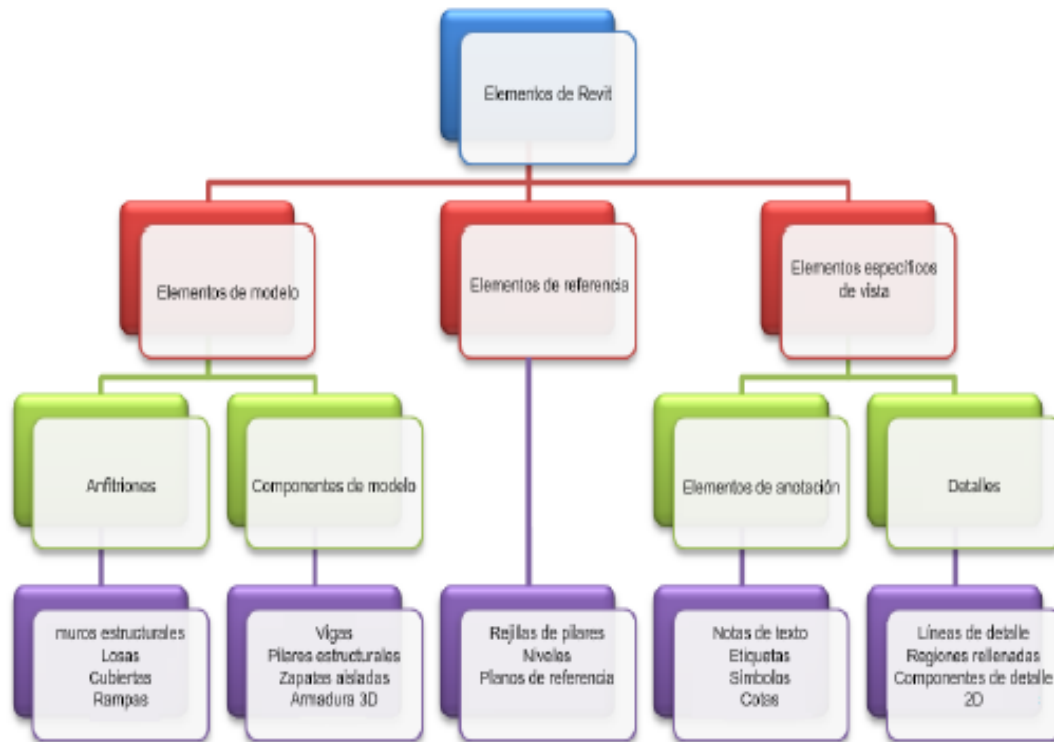 Elementos de Revit
Elementos de modelo
Elementos de referencia
Elementos específicos
de vista
Anfitriones
Componentes de modelo
Elementos de anotación
Detalles
muros estructurales
Losas
Cubiertas
Rampas
Vigas
Pilares estructurales
Zapatas aisladas
Armadura 3D
Rejillas de pilares
Niveles
Planos de referencia
Notas de texto
Etiquetas
Símbolos
Cotas
Líneas de detalle
Regiones rellenadas
Componentes de detalle
2D